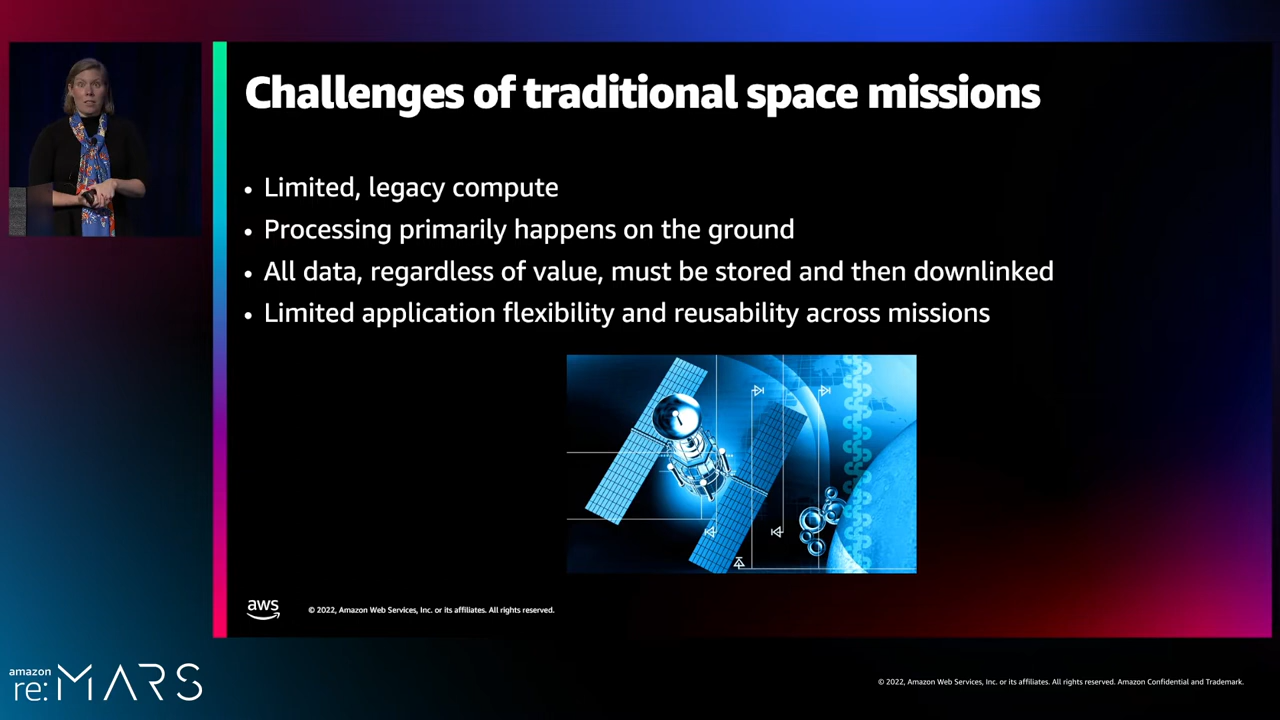 Challenges of traditional space missions
• Limited, legacy compute
• Processing primarily happens on the ground
• All data, regardless of value, must be stored and then downlinked
• Limited application flexibility and reusability across missions
aws
© 2022, Amazon Web Services, Inc. or its affiliates. All rights reserved.
amazon
re:MARS
© 2022, Amazon Web Services, Inc. or its affiliates. All rights reserved. Amazon Confidential and Trademark.